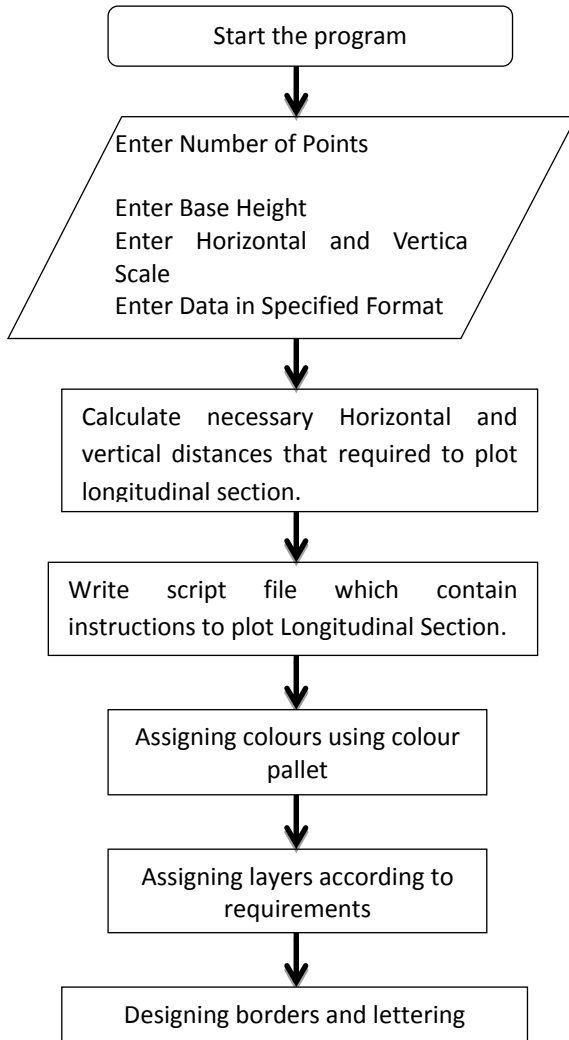 Start the program
Enter Number of Points
Enter Base Height
Enter Horizontal and Vertica
Scale
Enter Data in Specified Format
Calculate necessary Horizontal and
vertical distances that required to plot
longitudinal section.
Write script file which contain
instructions to plot Longitudinal Section.
Assigning colours using colour
pallet
Assigning layers according to
requirements
Designing borders and lettering